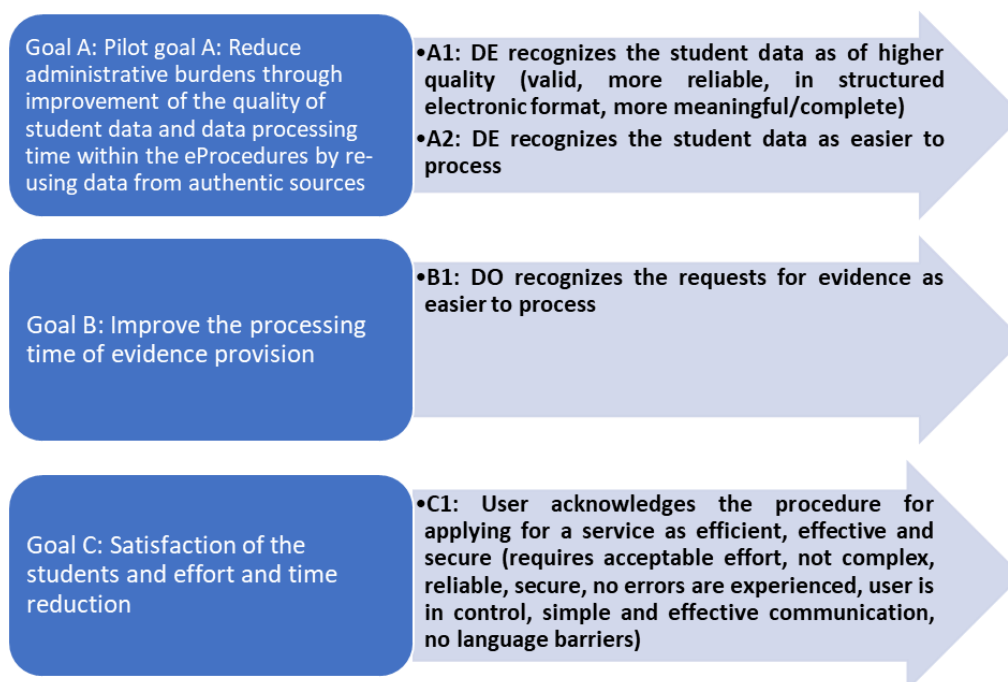 Goal A: Pilot goal A: Reduce
administrative burdens through
improvement of the quality of
student data and data processing
time within the eProcedures by re-
using data from authentic sources
•A1: DE recognizes the student data as of higher
quality (valid, more reliable, in structured
electronic format, more meaningful/complete)
•A2: DE recognizes the student data as easier to
process
Goal B: Improve the processing
time of evidence provision
•B1: DO recognizes the requests for evidence as
easier to process
Goal C: Satisfaction of the
students and effort and time
reduction
•C1: User acknowledges the procedure for
applying for a service as efficient, effective and
secure (requires acceptable effort, not complex,
reliable, secure, no errors are experienced, user is
in control, simple and effective communication,
no language barriers)